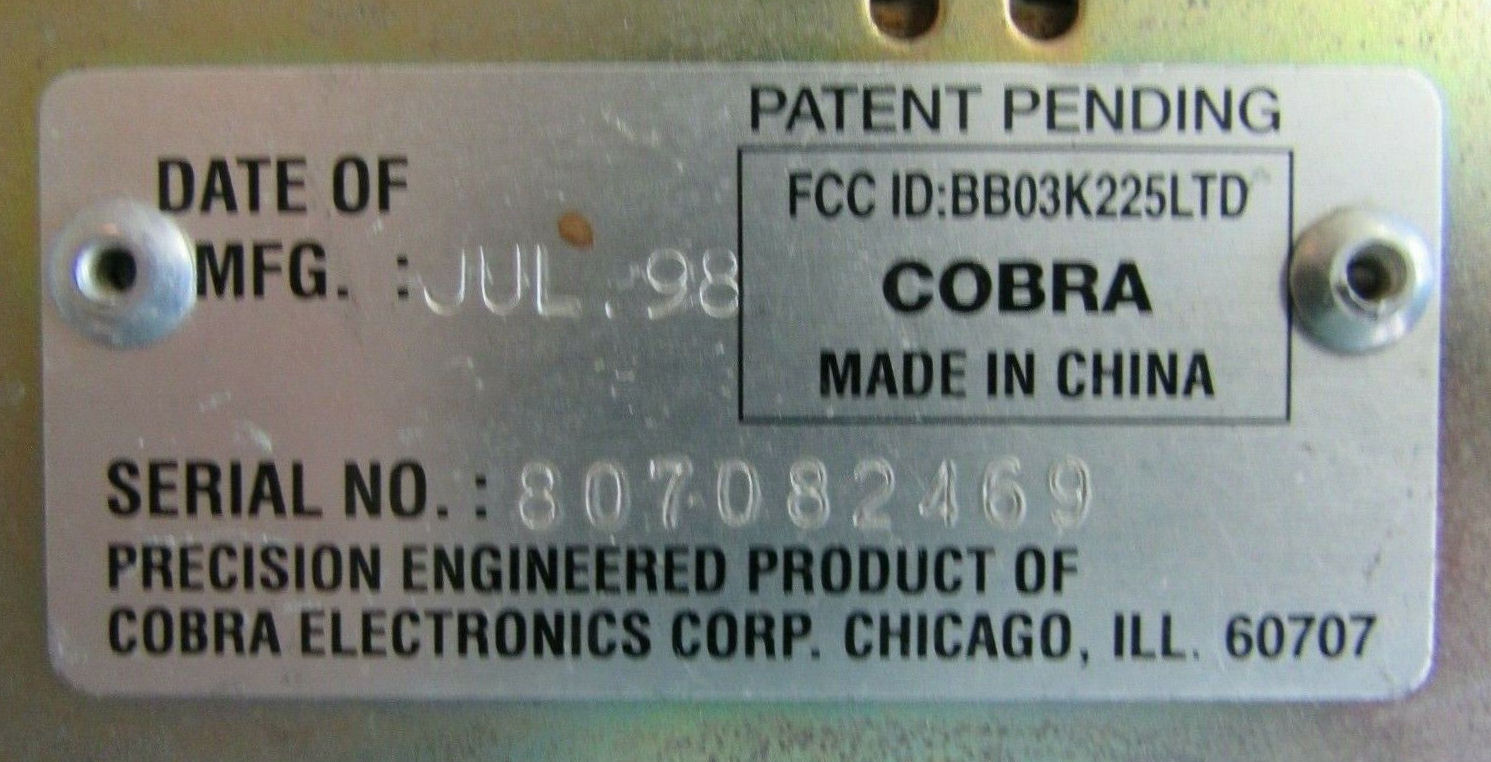 PATENT PENDING
DATE OF
MFG. : JUL. 98
FCC ID:BB03K225LTD
COBRA
MADE IN CHINA
SERIAL NO. : 807082469
PRECISION ENGINEERED PRODUCT OF
COBRA ELECTRONICS CORP. CHICAGO, ILL. 60707